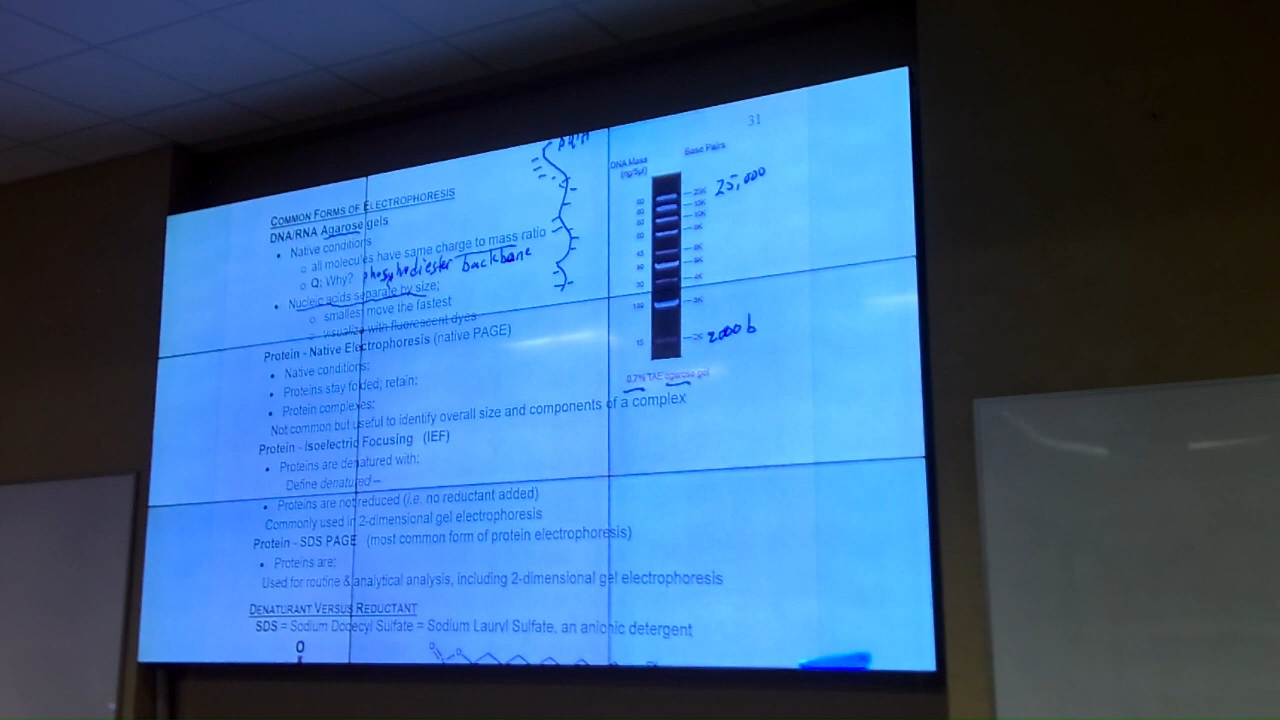 31
COMMON FORMS OF ELECTROPHORESIS
DNA/RNA Agarose gels
• Native conditions
o all molecules have same charge to mass ratio
o Q: Why? phosphodiester backbone
• Nucleic acids separate by size;
o smallest move the fastest
o visualize with fluorescent dyes
Protein - Native Electrophoresis (native PAGE)
• Native conditions:
• Proteins stay folded; retain:
• Protein complexes:
Not common but useful to identify overall size and components of a complex
Protein - Isoelectric Focusing (IEF)
• Proteins are denatured with:
Define denatured –
• Proteins are not reduced (i.e. no reductant added)
Commonly used in 2-dimensional gel electrophoresis
Protein - SDS PAGE (most common form of protein electrophoresis)
• Proteins are:
Used for routine & analytical analysis, including 2-dimensional gel electrophoresis
DENATURANT VERSUS REDUCTANT
SDS = Sodium Dodecyl Sulfate = Sodium Lauryl Sulfate, an anionic detergent
O
O
DNA Mass
Base Pairs
25,000
100
15
2000 b
0.7% TAE agarose gel